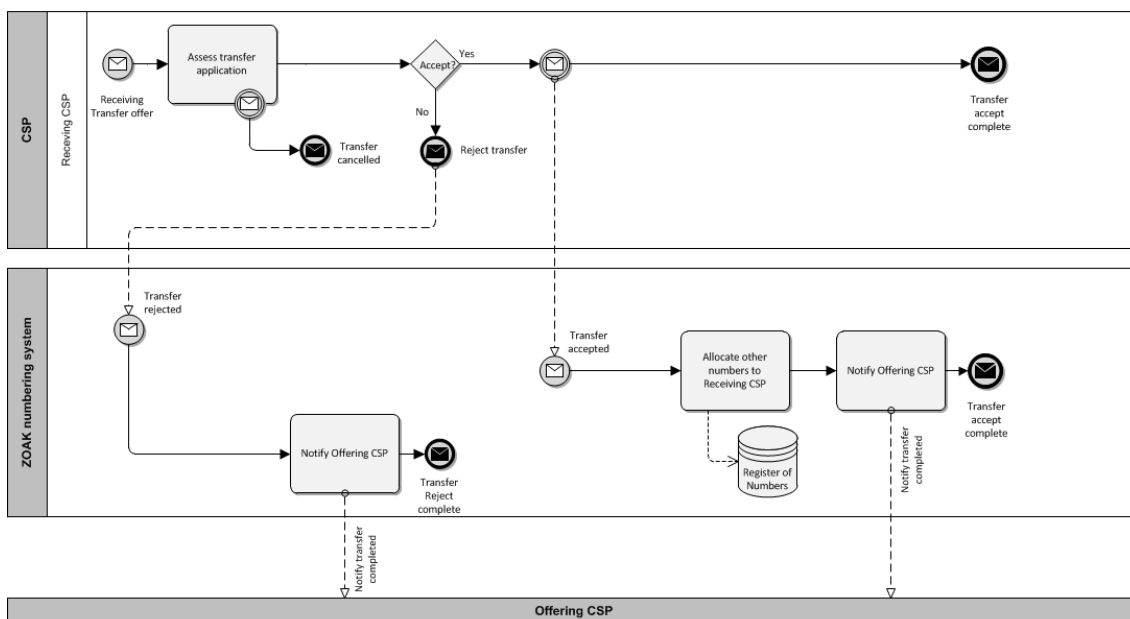 CSP
Receving CSP
Receiving
Transfer offer
Assess transfer
application
Transfer
cancelled
Accept?
Yes
No
Reject transfer
Transfer
accept
complete
ZOAK numbering system
Transfer
rejected
Notify Offering CSP
Transfer
Reject
complete
Notify transfer
completed
Transfer
accepted
Allocate other
numbers to
Receiving CSP
Register of
Numbers
Notify Offering CSP
Transfer
accept
complete
Notify transfer
completed
Offering CSP